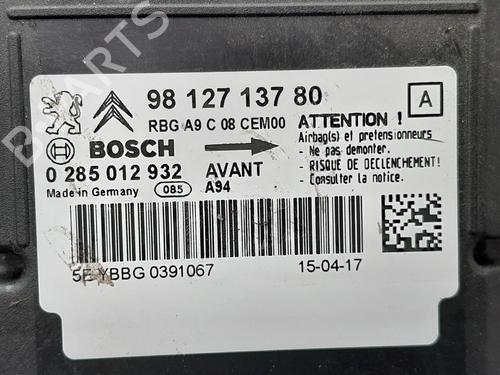 PARTS
98 127 137 80
A
RBG A9 C 08 CEM00
ATTENTION !
Airbag(s) et pretensionneurs
- Ne pas demonter.
- RISQUE DE DECLENCHEMENT!
- Consulter la notice.
BOSCH
0 285 012 932
AVANT
Made in Germany
085
A94
5E YBBG 0391067
15-04-17